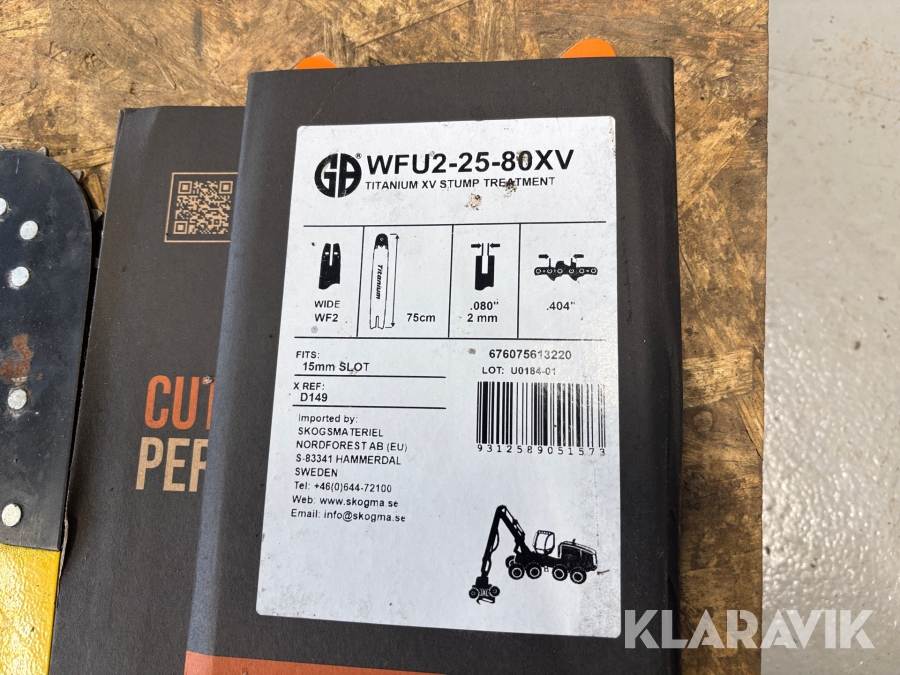 GB® WFU2-25-80XV
TITANIUM XV STUMP TREATMENT
WIDE
WF2
Titanium
75cm
.080"
2 mm
.404"
FITS:
15mm SLOT
X REF:
D149
676075613220
LOT: U0184-01
9312589051573
Imported by:
SKOGSMATERIEL
NORDFOREST AB (EU)
S-83341 HAMMERDAL
SWEDEN
Tel: +46(0)644-72100
Web: www.skogma.se
Email: info@skogma.se
CUT
PER
KLARAVIK